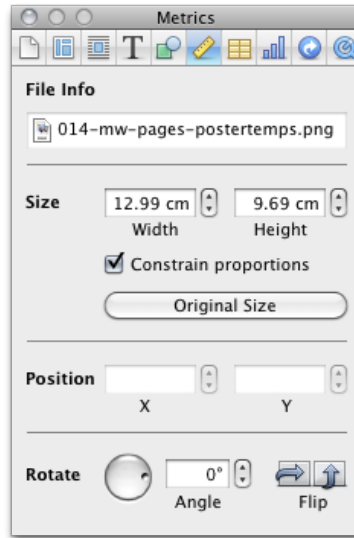 Metrics
T
File Info
014-mw-pages-postertemps.png
Size 12.99 cm 9.69 cm
Width Height
Constrain proportions
Original Size
Position
X Y
Rotate 0°
Angle Flip